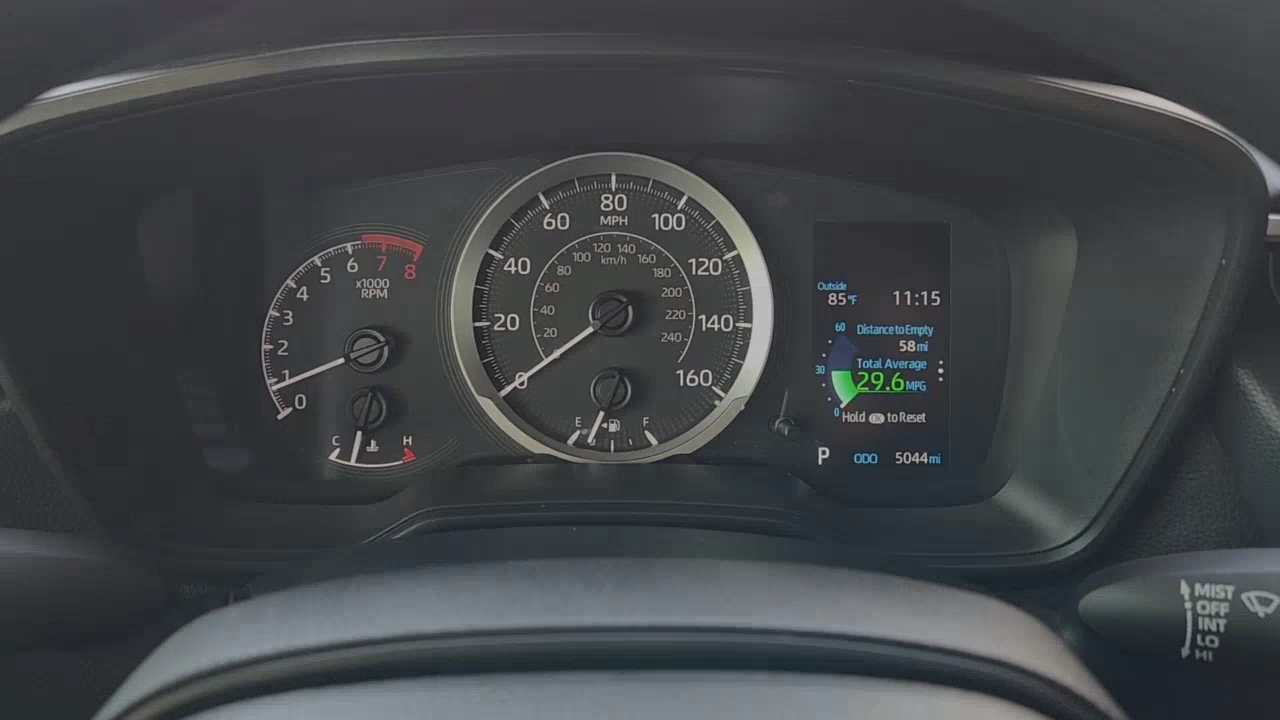 x1000
RPM
0
1
2
3
4
5
6
7
8
C
H
MPH
0
20
40
60
80
100
120
140
160
km/h
0
20
40
60
80
100
120
140
160
180
200
220
240
E
F
Outside
85°F
11:15
60
30
0
Distance to Empty
58 mi
Total Average
29.6 MPG
Hold OK to Reset
P
ODO
5044 mi
MIST
OFF
INT
LO
HI